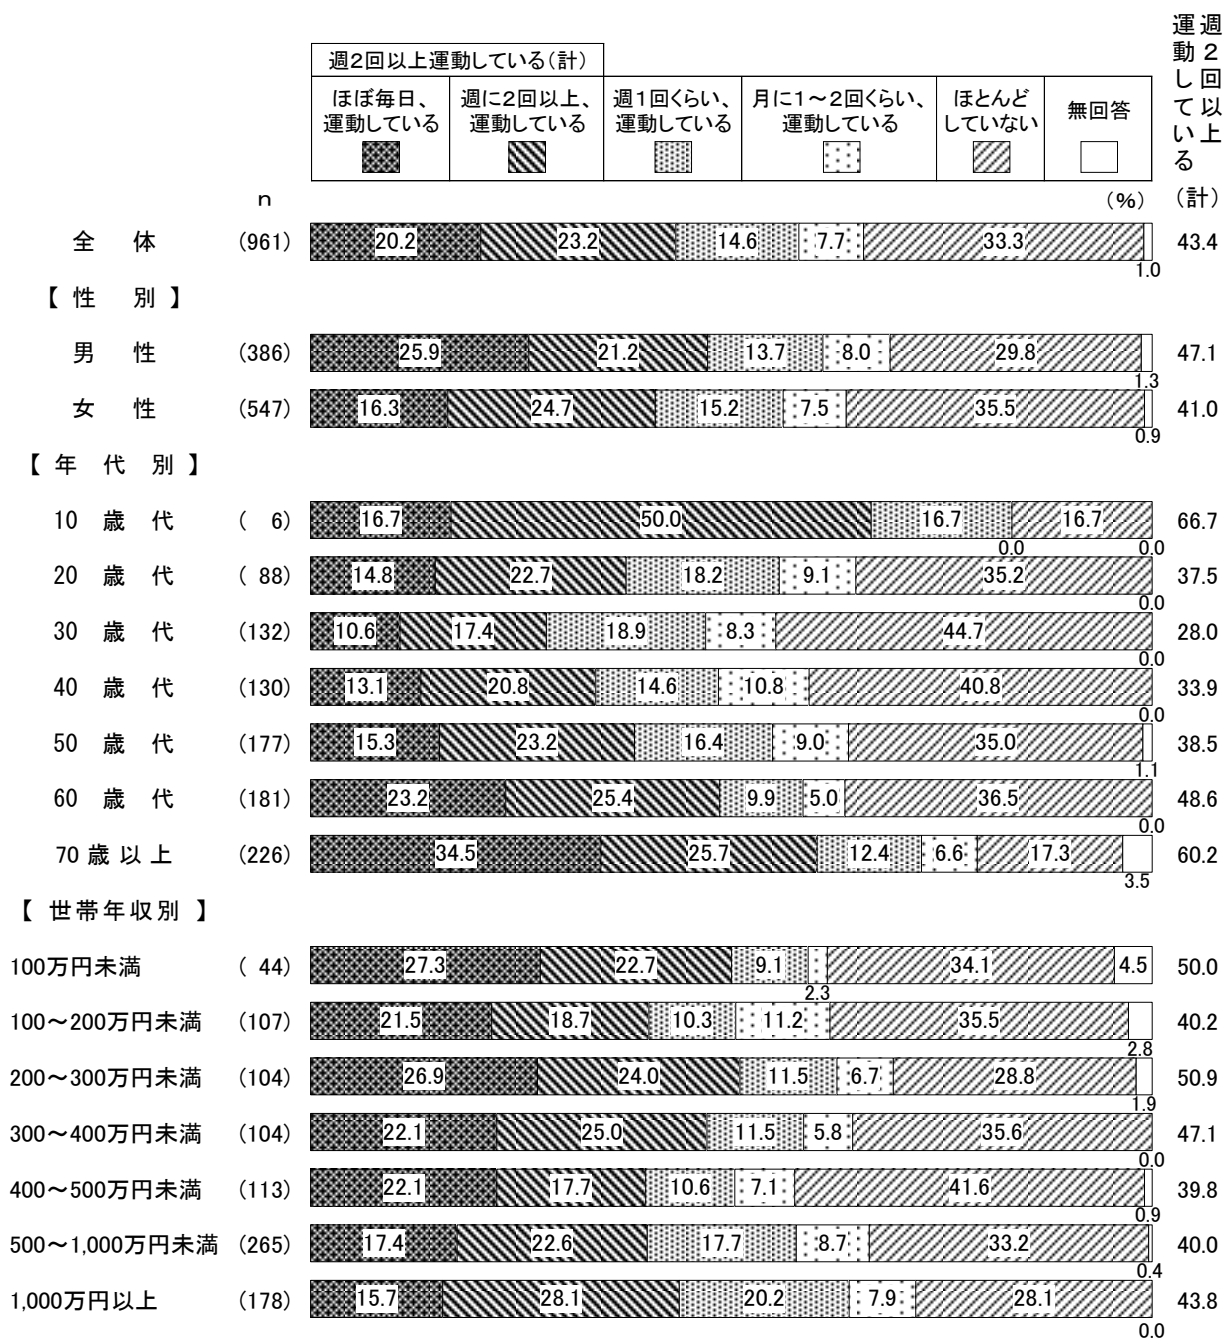 週2回以上運動している(計)
週2回以上
運動している
(計)
ほぼ毎日、
運動している
週に2回以上、
運動している
週1回くらい、
運動している
月に1～2回くらい、
運動している
ほとんど
していない
無回答
n
(%)
全 体 (961) 20.2 23.2 14.6 7.7 33.3 1.0 43.4
【 性 別 】
男 性 (386) 25.9 21.2 13.7 8.0 29.8 1.3 47.1
女 性 (547) 16.3 24.7 15.2 7.5 35.5 0.9 41.0
【 年 代 別 】
10 歳 代 ( 6) 16.7 50.0 16.7 0.0 16.7 0.0 66.7
20 歳 代 ( 88) 14.8 22.7 18.2 9.1 35.2 0.0 37.5
30 歳 代 (132) 10.6 17.4 18.9 8.3 44.7 0.0 28.0
40 歳 代 (130) 13.1 20.8 14.6 10.8 40.8 0.0 33.9
50 歳 代 (177) 15.3 23.2 16.4 9.0 35.0 1.1 38.5
60 歳 代 (181) 23.2 25.4 9.9 5.0 36.5 0.0 48.6
70 歳 以 上 (226) 34.5 25.7 12.4 6.6 17.3 3.5 60.2
【 世帯年収別 】
100万円未満 ( 44) 27.3 22.7 9.1 2.3 34.1 4.5 50.0
100～200万円未満 (107) 21.5 18.7 10.3 11.2 35.5 2.8 40.2
200～300万円未満 (104) 26.9 24.0 11.5 6.7 28.8 1.9 50.9
300～400万円未満 (104) 22.1 25.0 11.5 5.8 35.6 0.0 47.1
400～500万円未満 (113) 22.1 17.7 10.6 7.1 41.6 0.9 39.8
500～1,000万円未満 (265) 17.4 22.6 17.7 8.7 33.2 0.4 40.0
1,000万円以上 (178) 15.7 28.1 20.2 7.9 28.1 0.0 43.8